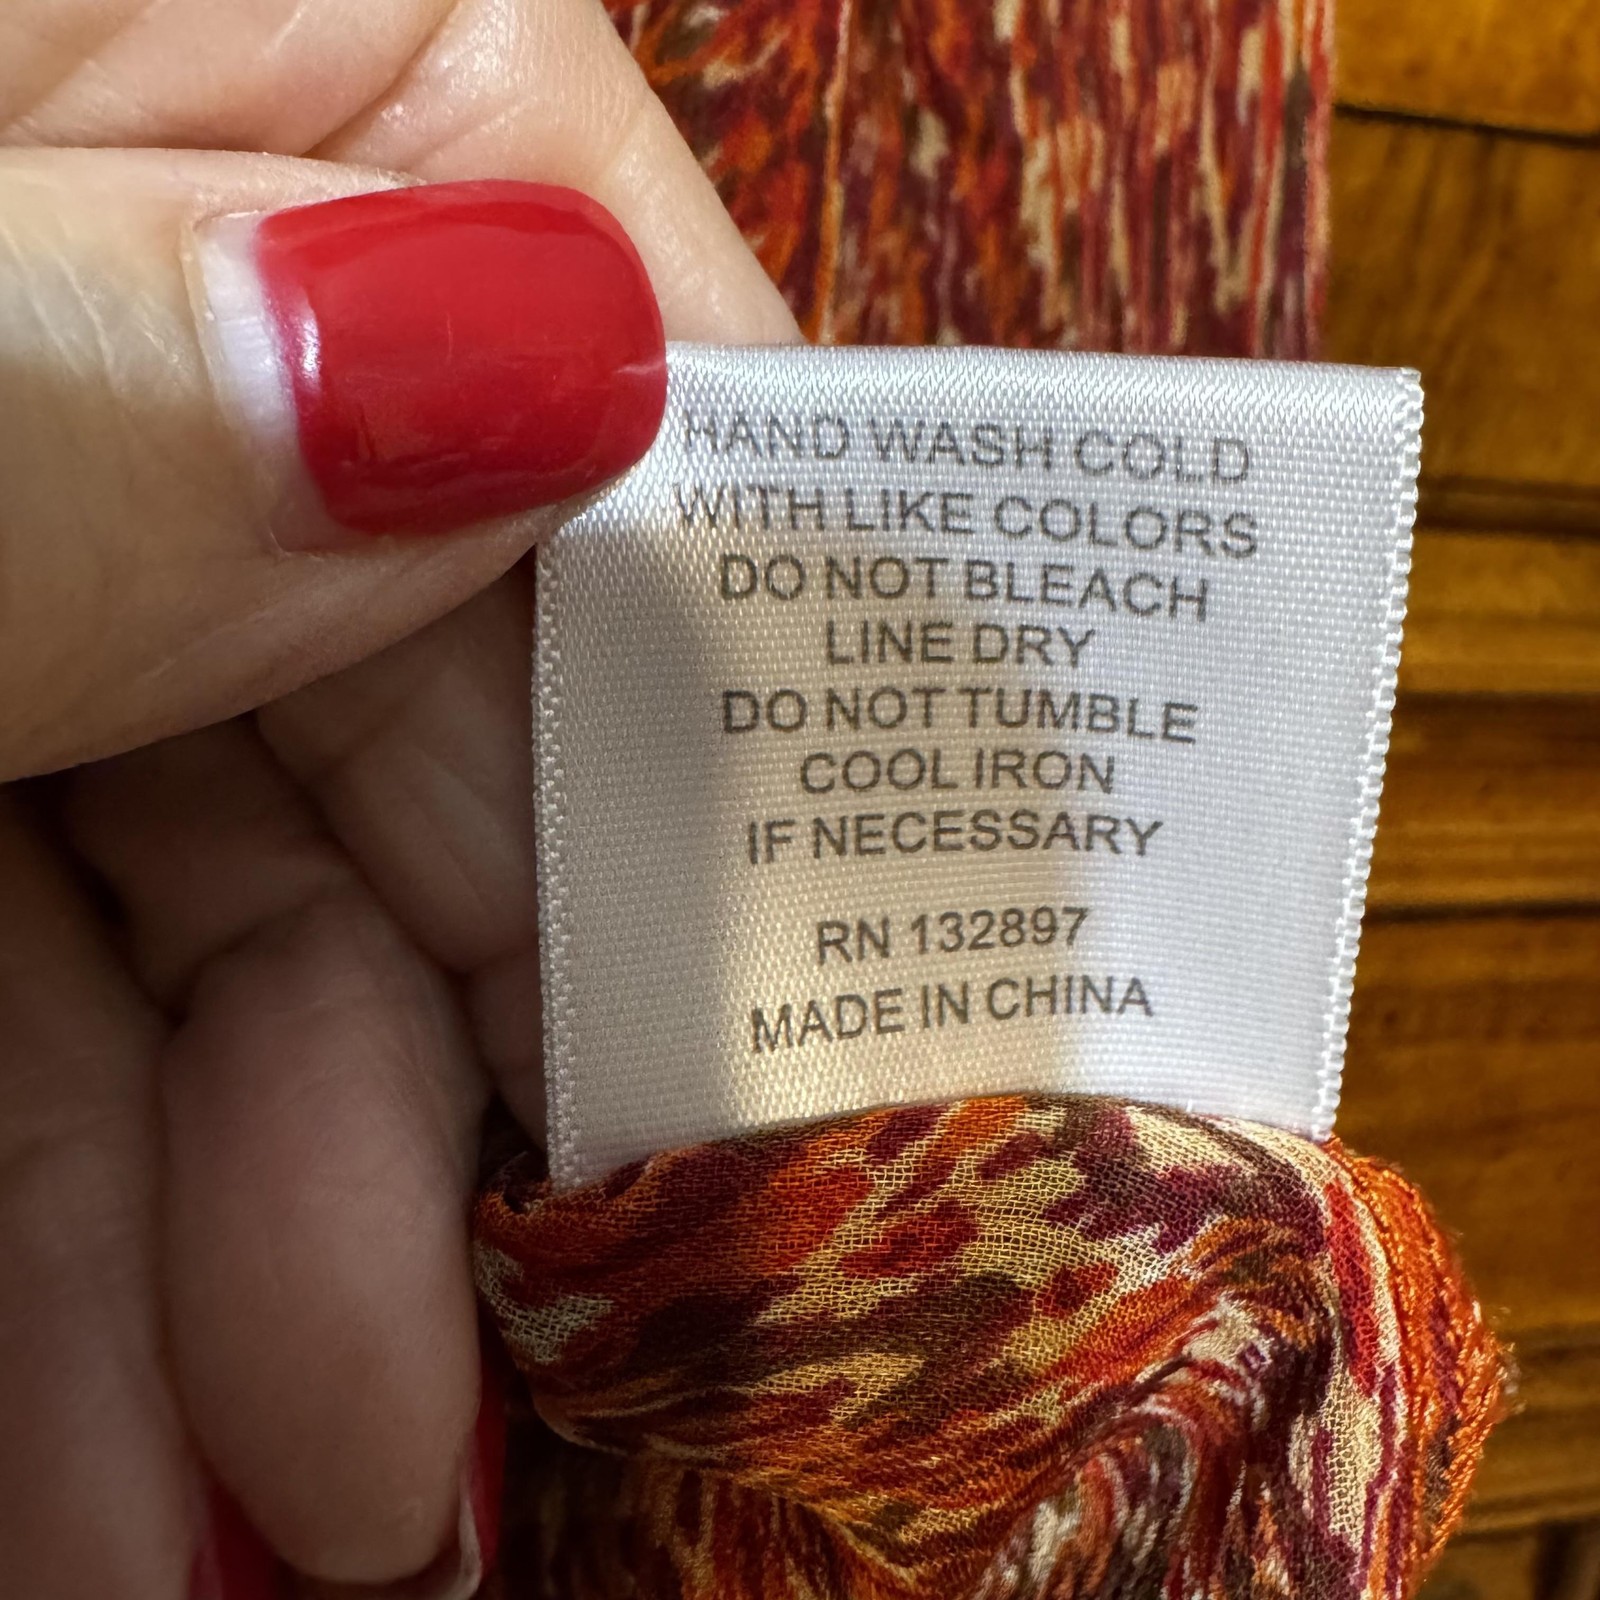 HAND WASH COLD
WITH LIKE COLORS
DO NOT BLEACH
LINE DRY
DO NOT TUMBLE
COOL IRON
IF NECESSARY
RN 132897
MADE IN CHINA